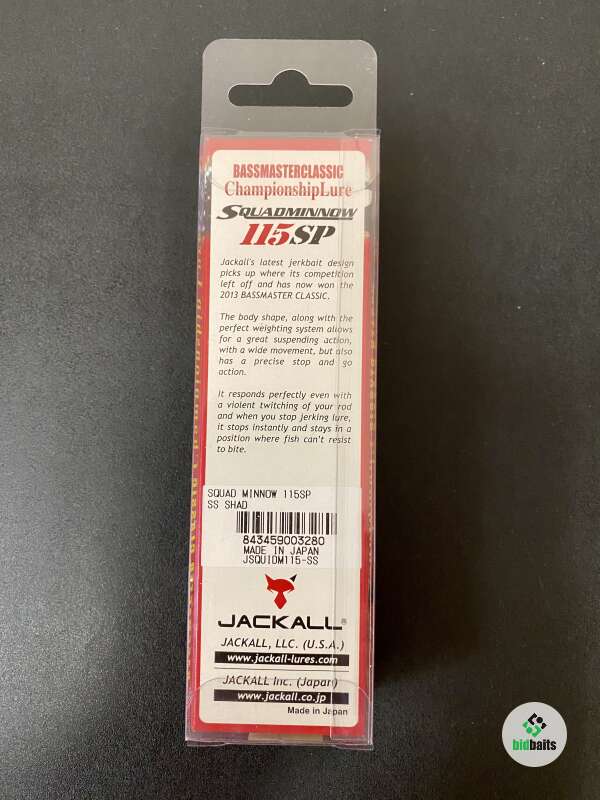 BASSMASTERCLASSIC
ChampionshipLure
SQUADMINNOW
115SP
Jackall's latest jerkbait design
picks up where its competition
left off and has now won the
2013 BASSMASTER CLASSIC.
The body shape, along with the
perfect weighting system allows
for a great suspending action,
with a wide movement, but also
has a precise stop and go
action.
It responds perfectly even with
a violent twitching of your rod
and when you stop jerking lure,
it stops instantly and stays in a
position where fish can't resist
to bite.
SQUAD MINNOW 115SP
SS SHAD
843459003280
MADE IN JAPAN
JSQUIDM115-SS
JACKALL®
JACKALL, LLC. (U.S.A.)
www.jackall-lures.com
JACKALL Inc. (Japan)
www.jackall.co.jp
Made in Japan
bidbaits